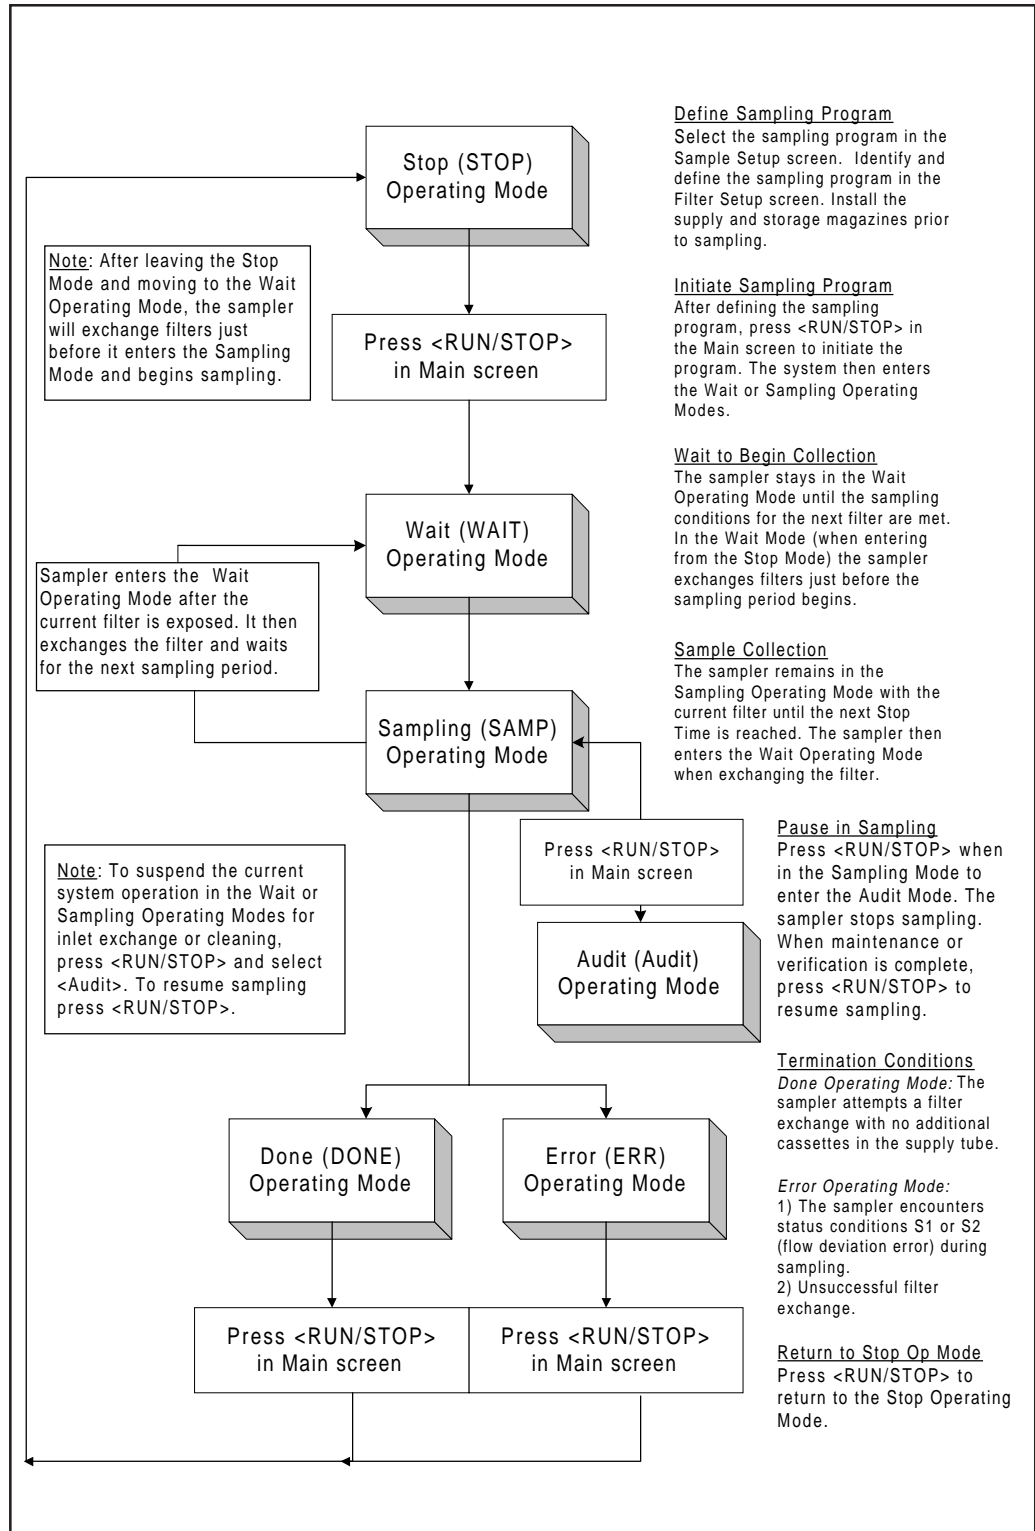 Define Sampling Program
Select the sampling program in the
Sample Setup screen. Identify and
define the sampling program in the
Filter Setup screen. Install the
supply and storage magazines prior
to sampling.
Stop (STOP)
Operating Mode
Note: After leaving the Stop
Mode and moving to the Wait
Operating Mode, the sampler
will exchange filters just
before it enters the Sampling
Mode and begins sampling.
Initiate Sampling Program
After defining the sampling
program, press <RUN/STOP> in
the Main screen to initiate the
program. The system then enters
the Wait or Sampling Operating
Modes.
Press <RUN/STOP>
in Main screen
Wait to Begin Collection
The sampler stays in the Wait
Operating Mode until the sampling
conditions for the next filter are met.
In the Wait Mode (when entering
from the Stop Mode) the sampler
exchanges filters just before the
sampling period begins.
Wait (WAIT)
Operating Mode
Sampler enters the Wait
Operating Mode after the
current filter is exposed. It then
exchanges the filter and waits
for the next sampling period.
Sample Collection
The sampler remains in the
Sampling Operating Mode with the
current filter until the next Stop
Time is reached. The sampler then
enters the Wait Operating Mode
when exchanging the filter.
Sampling (SAMP)
Operating Mode
Press <RUN/STOP>
in Main screen
Pause in Sampling
Press <RUN/STOP> when
in the Sampling Mode to
enter the Audit Mode. The
sampler stops sampling.
When maintenance or
verification is complete,
press <RUN/STOP> to
resume sampling.
Note: To suspend the current
system operation in the Wait or
Sampling Operating Modes for
inlet exchange or cleaning,
press <RUN/STOP> and select
<Audit>. To resume sampling
press <RUN/STOP>.
Audit (Audit)
Operating Mode
Termination Conditions
Done Operating Mode: The
sampler attempts a filter
exchange with no additional
cassettes in the supply tube.
Error Operating Mode:
1) The sampler encounters
status conditions S1 or S2
(flow deviation error) during
sampling.
2) Unsuccessful filter
exchange.
Done (DONE)
Operating Mode
Error (ERR)
Operating Mode
Press <RUN/STOP>
in Main screen
Press <RUN/STOP>
in Main screen
Return to Stop Op Mode
Press <RUN/STOP> to
return to the Stop Operating
Mode.